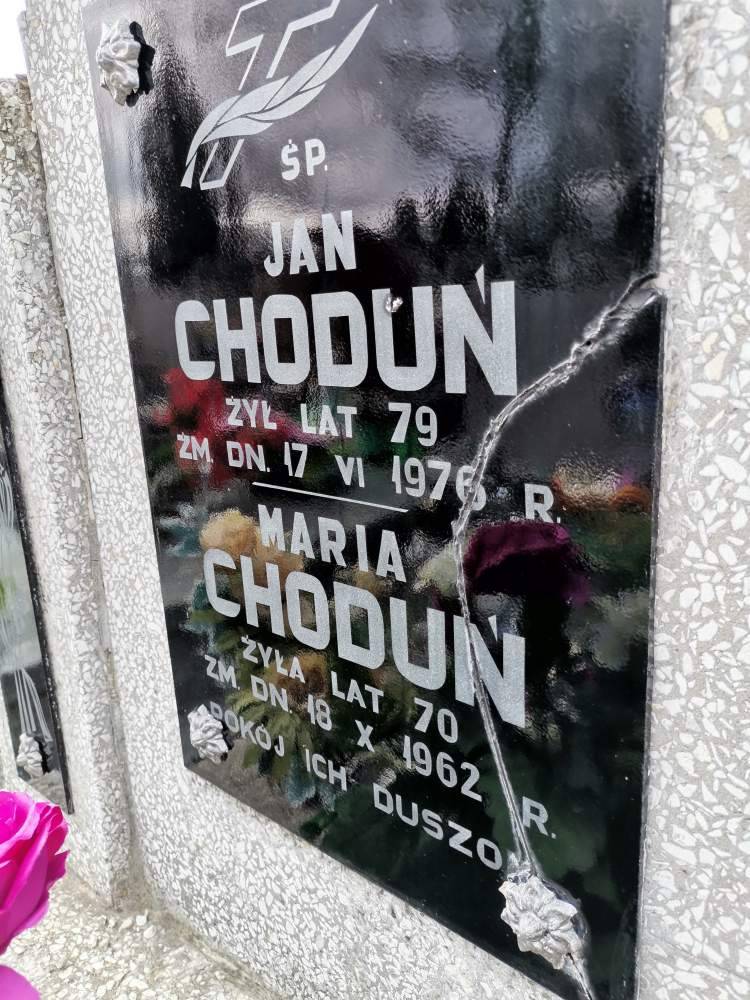 ŚP.
JAN
CHODUŃ
ŻYŁ LAT 79
ZM. DN. 17 VI 1976 R.
MARIA
CHODUŃ
ŻYŁA LAT 70
ZM. DN. 18 X 1962 R.
POKÓJ ICH DUSZO